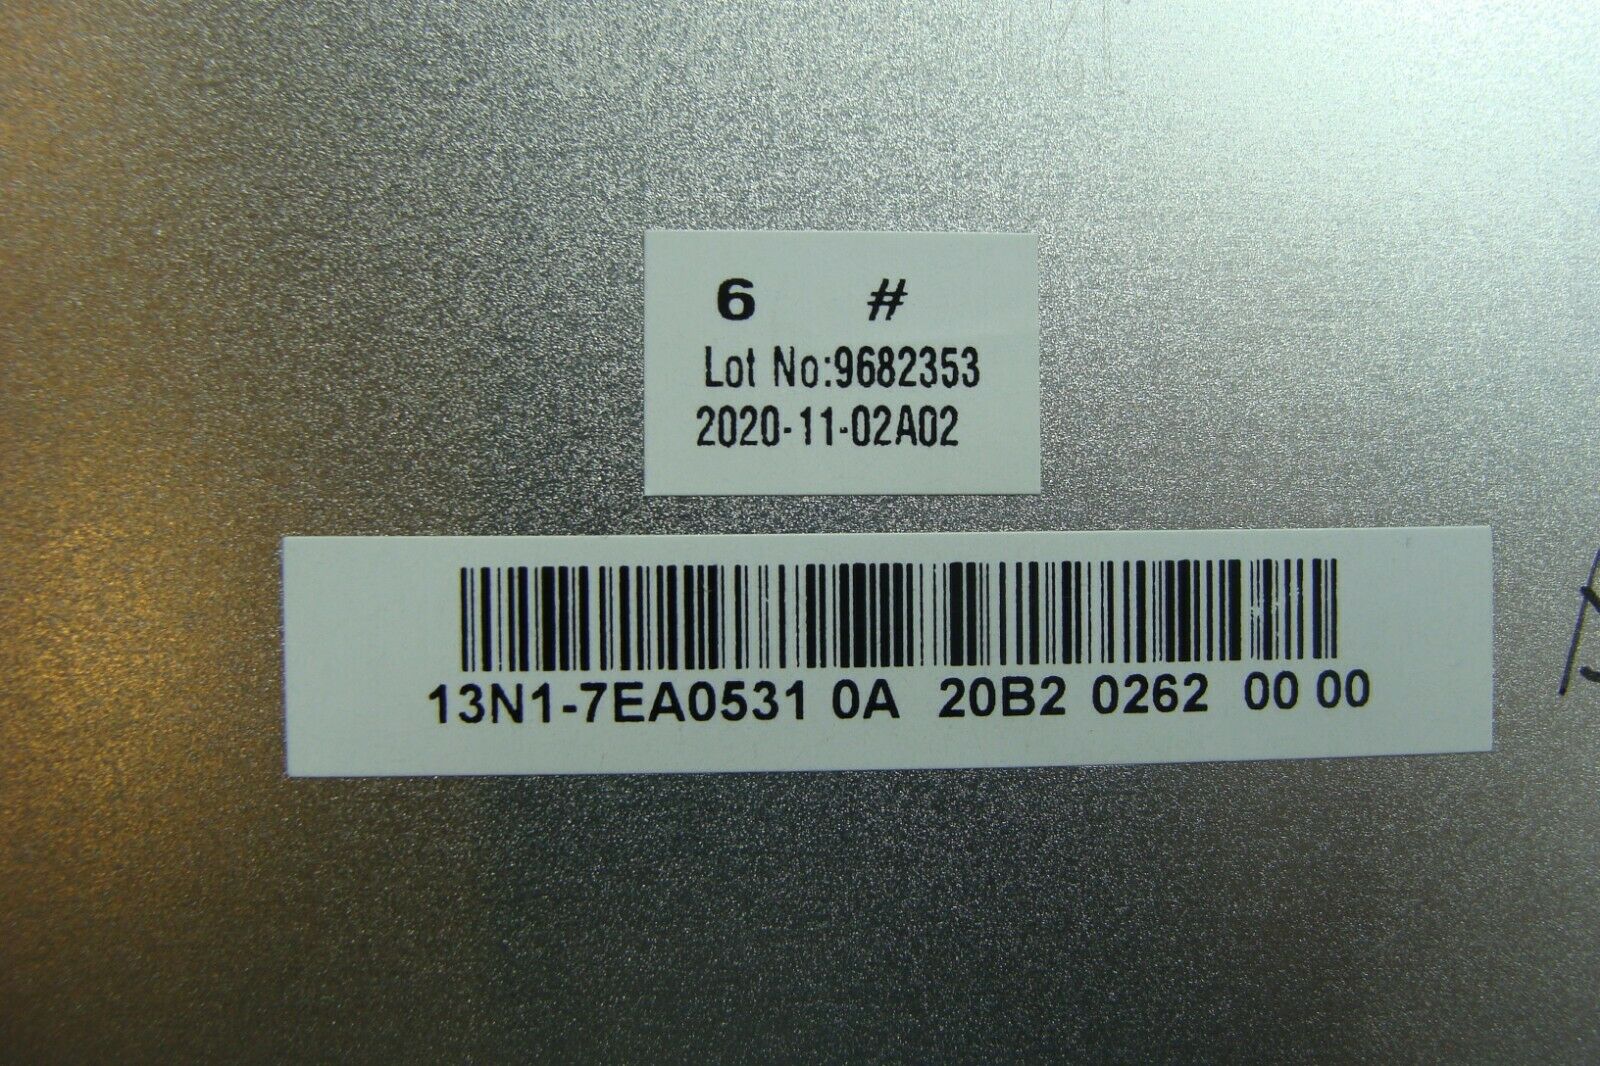 6 #
Lot No:9682353
2020-11-02A02
13N1-7EA0531 0A 20B2 0262 00 00